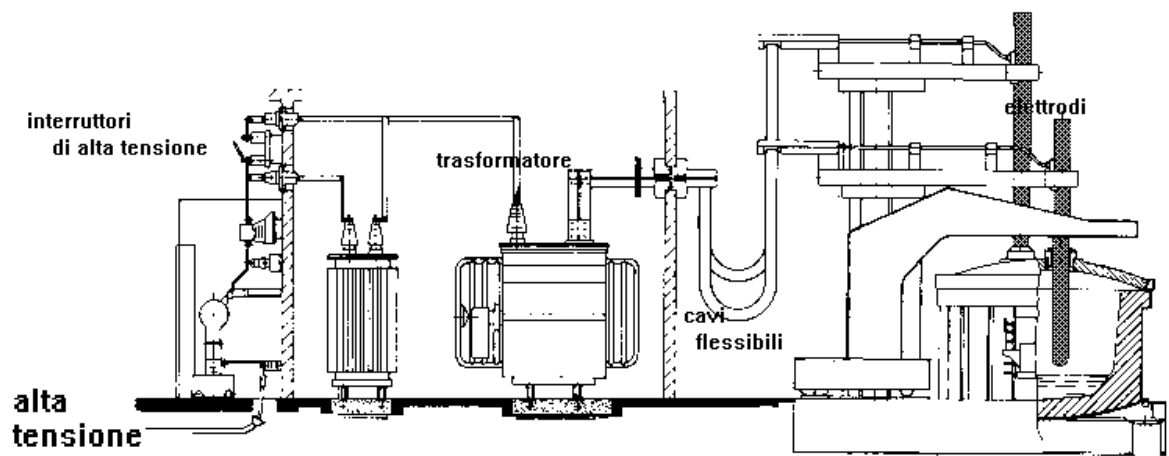 interruttori
di alta tensione
trasformatore
elettrodi
cavi
flessibili
alta
tensione